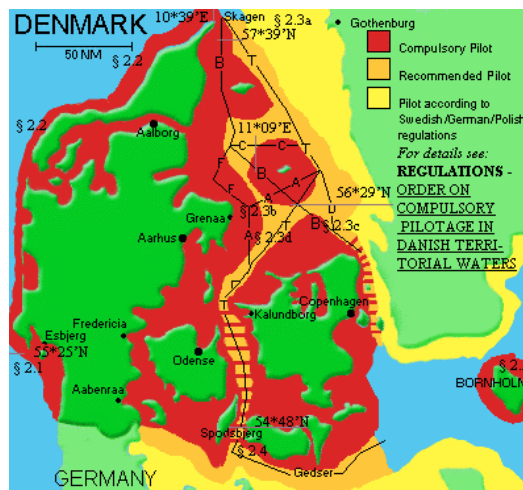 DENMARK
10*39'E
Skagen
§ 2.3a
Gothenburg
57*39'N
50 NM
§ 2.2
B
T
Compulsory Pilot
Recommended Pilot
Pilot according to
Swedish/German/Polish
regulations
For details see:
REGULATIONS -
ORDER ON
COMPULSORY
PILOTAGE IN
DANISH TERRI-
TORIAL WATERS
§ 2.2
Aalborg
11*09'E
C C T
F B
F A A
56*29'N
Grenaa
§ 2.3b
U
Aarhus
A § 2.3d
T
B § 2.3c
F
T
Copenhagen
Kalundborg
Fredericia
Esbjerg
55*25'N
§ 2.1
Odense
Aabenraa
§ 2.
BORNHOLM
54*48'N
Spodsbjerg
§ 2.4
Gedser
GERMANY